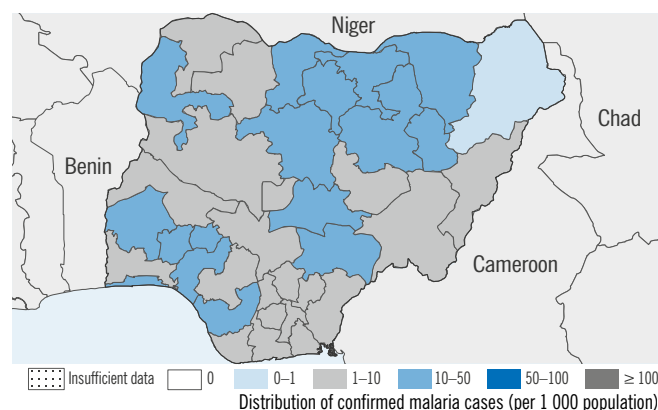 Niger
Chad
Benin
Cameroon
Insufficient data 0 0–1 1–10 10–50 50–100 ≥ 100
Distribution of confirmed malaria cases (per 1 000 population)